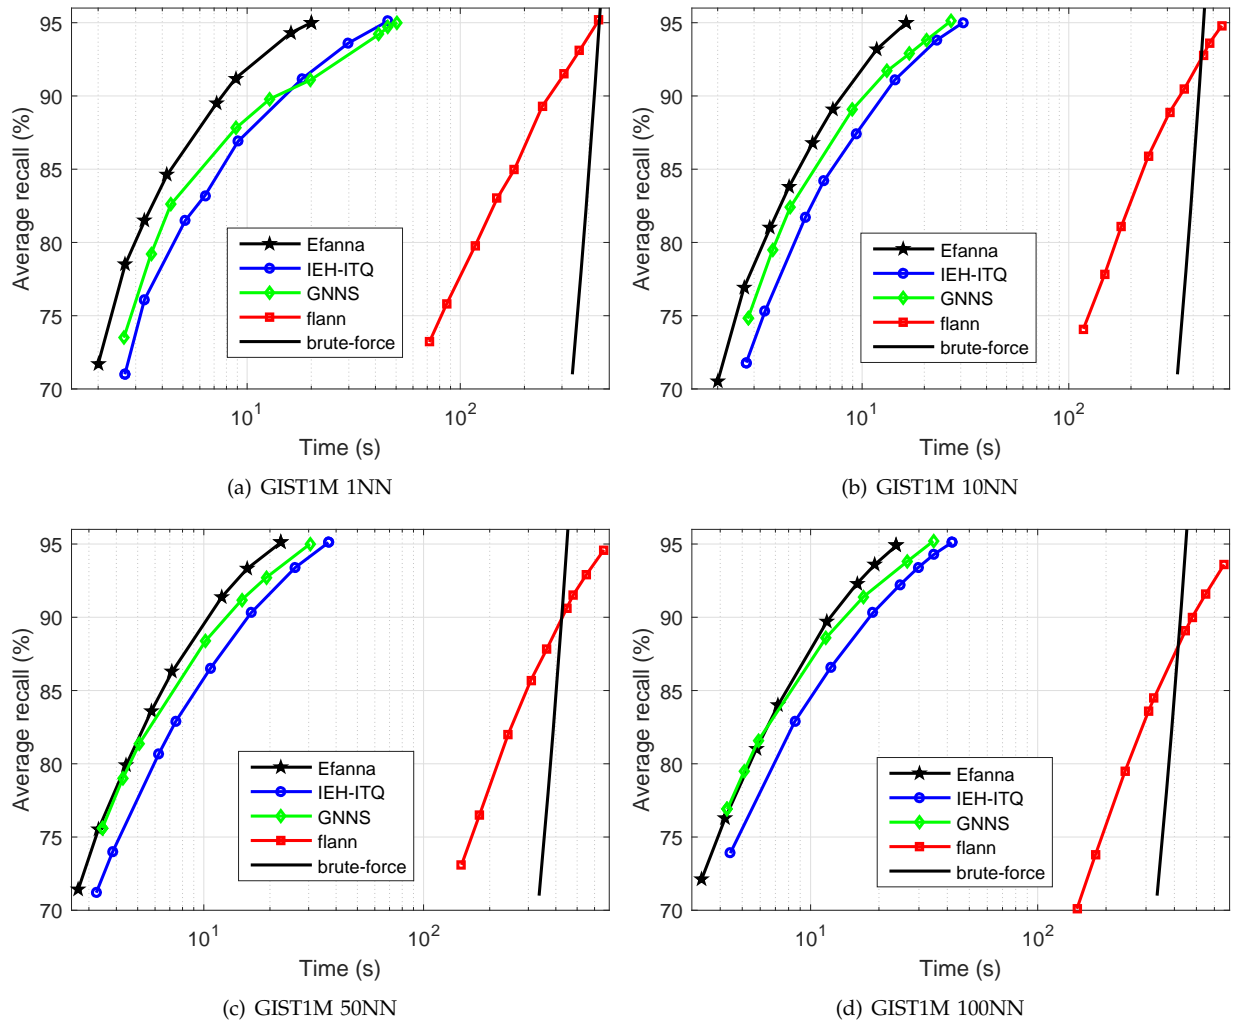 95
90
85
80
75
70
Average recall (%)
Efanna
IEH-ITQ
GNNS
flann
brute-force
10^1
10^2
Time (s)
(a) GIST1M 1NN
95
90
85
80
75
70
Average recall (%)
Efanna
IEH-ITQ
GNNS
flann
brute-force
10^1
10^2
Time (s)
(b) GIST1M 10NN
95
90
85
80
75
70
Average recall (%)
Efanna
IEH-ITQ
GNNS
flann
brute-force
10^1
10^2
Time (s)
(c) GIST1M 50NN
95
90
85
80
75
70
Average recall (%)
Efanna
IEH-ITQ
GNNS
flann
brute-force
10^1
10^2
Time (s)
(d) GIST1M 100NN